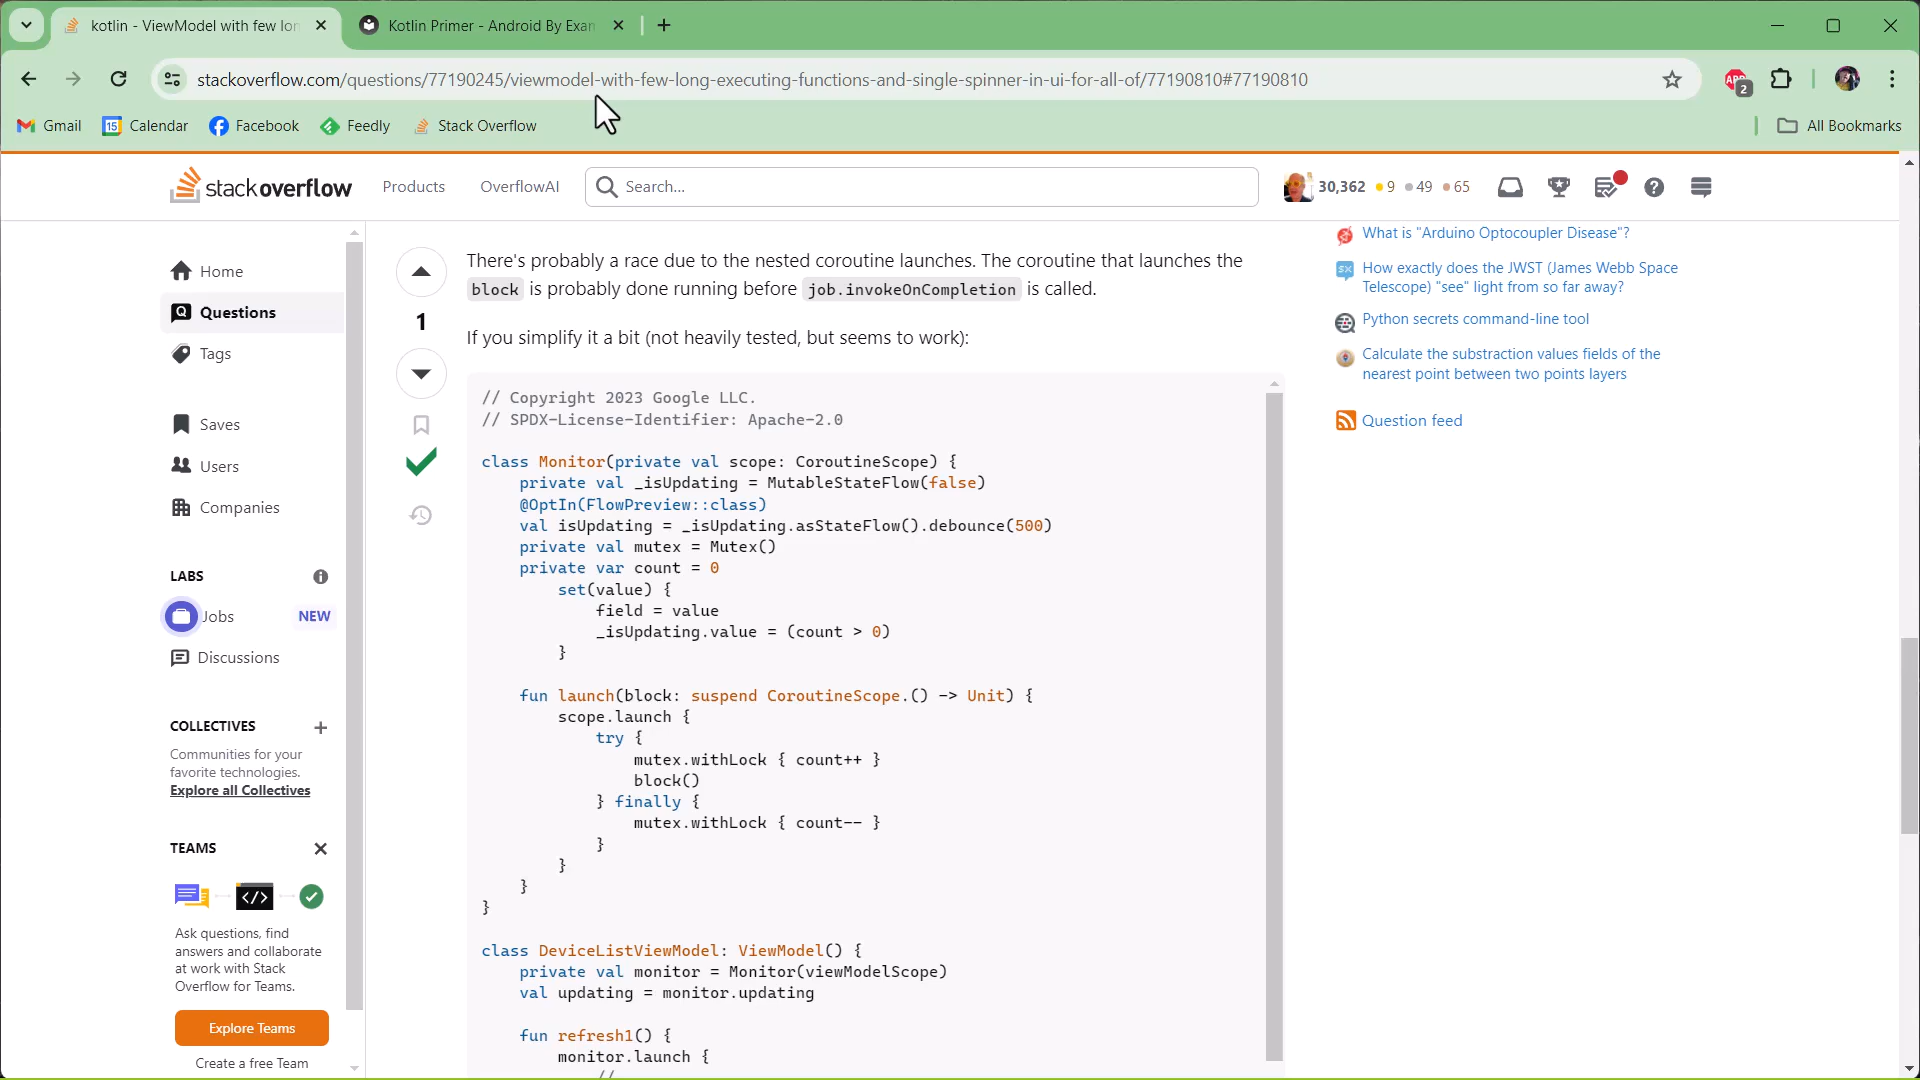 kotlin - ViewModel with few lon
Kotlin Primer - Android By Exam
stackoverflow.com/questions/77190245/viewmodel-with-few-long-executing-functions-and-single-spinner-in-ui-for-all-of/77190810#77190810
ABP
2
Gmail
15
Calendar
Facebook
Feedly
Stack Overflow
All Bookmarks
stackoverflow
Products
OverflowAI
Search...
30,362
9
49
65
Home
Questions
Tags
Saves
Users
Companies
LABS
Jobs
NEW
Discussions
COLLECTIVES
Communities for your
favorite technologies.
Explore all Collectives
TEAMS
Ask questions, find
answers and collaborate
at work with Stack
Overflow for Teams.
Explore Teams
Create a free Team
1
There's probably a race due to the nested coroutine launches. The coroutine that launches the
block is probably done running before job.invokeOnCompletion is called.
If you simplify it a bit (not heavily tested, but seems to work):
// Copyright 2023 Google LLC.
// SPDX-License-Identifier: Apache-2.0
class Monitor(private val scope: CoroutineScope) {
private val _isUpdating = MutableStateFlow(false)
@OptIn(FlowPreview::class)
val isUpdating = _isUpdating.asStateFlow().debounce(500)
private val mutex = Mutex()
private var count = 0
set(value) {
field = value
_isUpdating.value = (count > 0)
}
fun launch(block: suspend CoroutineScope.() -> Unit) {
scope.launch {
try {
mutex.withLock { count++ }
block()
} finally {
mutex.withLock { count-- }
}
}
}
}
class DeviceListViewModel: ViewModel() {
private val monitor = Monitor(viewModelScope)
val updating = monitor.updating
fun refresh1() {
monitor.launch {
//
What is "Arduino Optocoupler Disease"?
How exactly does the JWST (James Webb Space
Telescope) "see" light from so far away?
Python secrets command-line tool
Calculate the substraction values fields of the
nearest point between two points layers
Question feed